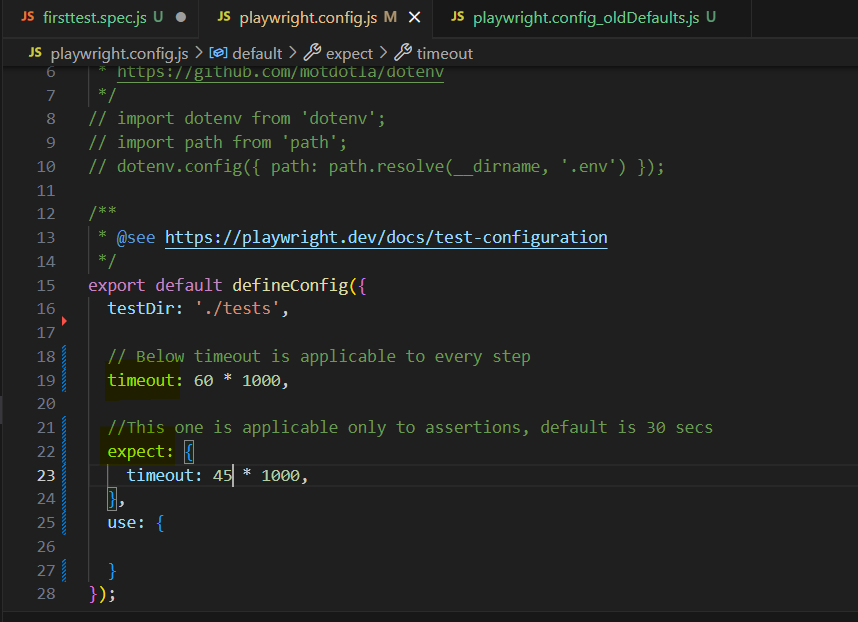 JS firsttest.spec.js U
JS playwright.config.js M
JS playwright.config_oldDefaults.js U
JS playwright.config.js > default > expect > timeout
6 * https://github.com/motdotla/dotenv
7 */
8 // import dotenv from 'dotenv';
9 // import path from 'path';
10 // dotenv.config({ path: path.resolve(__dirname, '.env') });
11
12 /**
13 * @see https://playwright.dev/docs/test-configuration
14 */
15 export default defineConfig({
16 testDir: './tests',
17
18 // Below timeout is applicable to every step
19 timeout: 60 * 1000,
20
21 //This one is applicable only to assertions, default is 30 secs
22 expect: {
23 timeout: 45 * 1000,
24 },
25 use: {
26
27 }
28 });